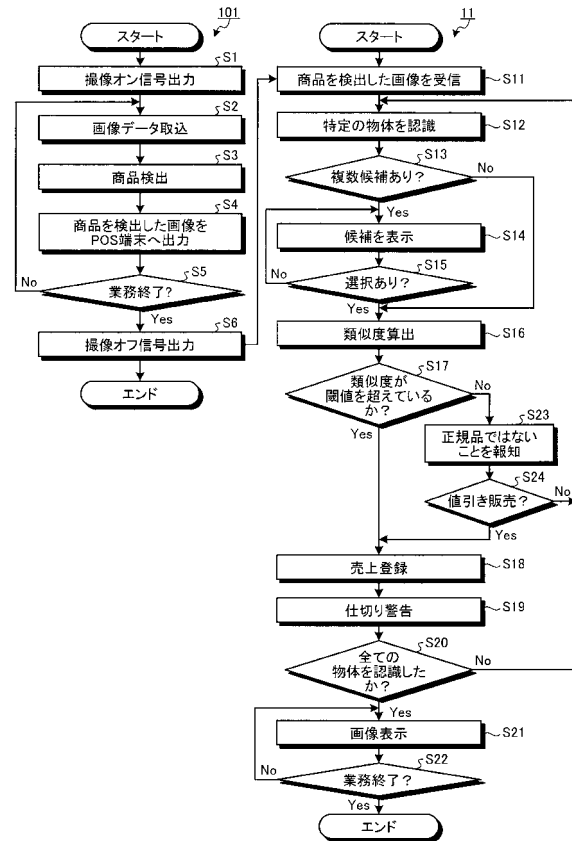 101
スタート
撮像オン信号出力
S1
画像データ取込
S2
商品検出
S3
商品を検出した画像を
POS端末へ出力
S4
業務終了?
S5
No
Yes
撮像オフ信号出力
S6
エンド
11
スタート
商品を検出した画像を受信
S11
特定の物体を認識
S12
複数候補あり?
S13
No
Yes
候補を表示
S14
選択あり?
S15
No
Yes
類似度算出
S16
類似度が
閾値を超えている
か?
S17
No
Yes
正規品ではない
ことを報知
S23
値引き販売?
S24
No
Yes
売上登録
S18
仕切り警告
S19
全ての
物体を認識した
か?
S20
No
Yes
画像表示
S21
業務終了?
S22
No
Yes
エンド